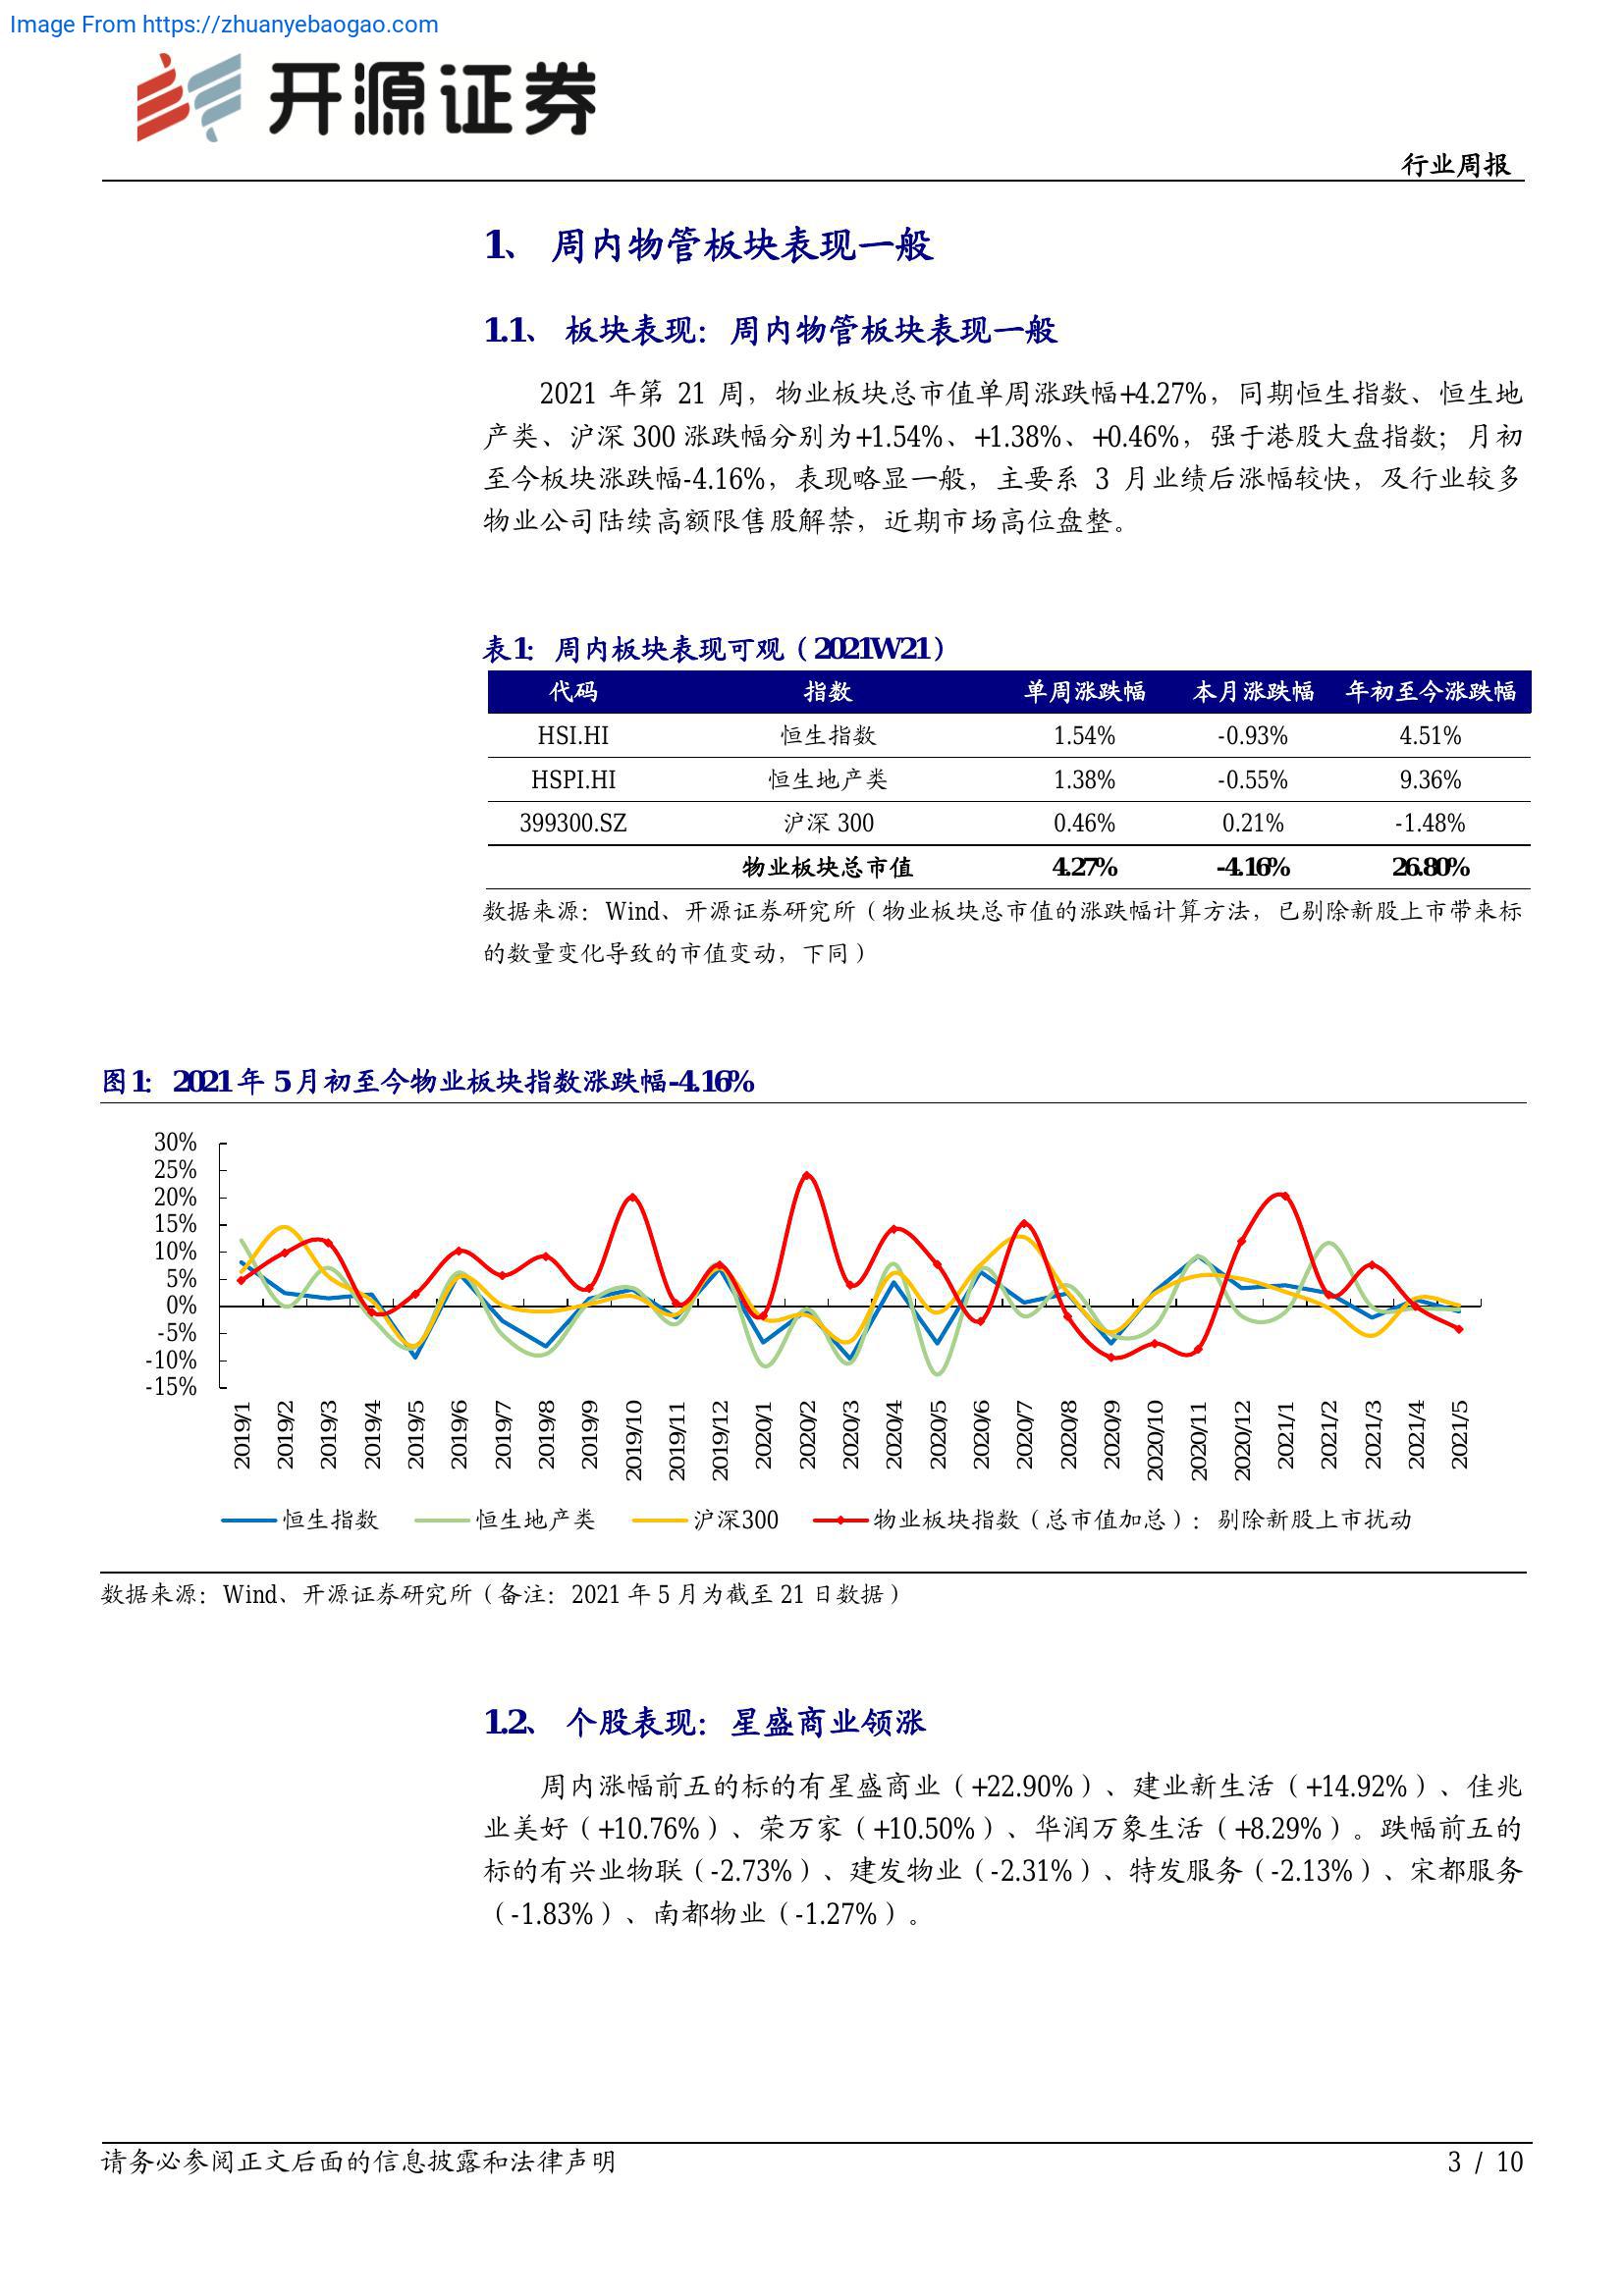 Image From https://zhuanyebaogao.com
开源证券
行业周报
1、 周内物管板块表现一般
1.1、 板块表现：周内物管板块表现一般
2021 年第 21 周，物业板块总市值单周涨跌幅+4.27%，同期恒生指数、恒生地
产类、沪深 300 涨跌幅分别为+1.54%、+1.38%、+0.46%，强于港股大盘指数；月初
至今板块涨跌幅-4.16%，表现略显一般，主要系 3 月业绩后涨幅较快，及行业较多
物业公司陆续高额限售股解禁，近期市场高位盘整。
表1： 周内板块表现可观（2021W21）
代码 指数 单周涨跌幅 本月涨跌幅 年初至今涨跌幅
HSI.HI 恒生指数 1.54% -0.93% 4.51%
HSPI.HI 恒生地产类 1.38% -0.55% 9.36%
399300.SZ 沪深 300 0.46% 0.21% -1.48%
物业板块总市值 4.27% -4.16% 26.80%
数据来源：Wind、开源证券研究所（物业板块总市值的涨跌幅计算方法，已剔除新股上市带来标
的数量变化导致的市值变动，下同）
图1： 2021 年 5 月初至今物业板块指数涨跌幅-4.16%
30%
25%
20%
15%
10%
5%
0%
-5%
-10%
-15%
2019/1 2019/2 2019/3 2019/4 2019/5 2019/6 2019/7 2019/8 2019/9 2019/10 2019/11 2019/12 2020/1 2020/2 2020/3 2020/4 2020/5 2020/6 2020/7 2020/8 2020/9 2020/10 2020/11 2020/12 2021/1 2021/2 2021/3 2021/4 2021/5
恒生指数 恒生地产类 沪深300 物业板块指数（总市值加总）：剔除新股上市扰动
数据来源：Wind、开源证券研究所（备注：2021 年 5 月为截至 21 日数据）
1.2、 个股表现：星盛商业领涨
周内涨幅前五的标的有星盛商业（+22.90%）、建业新生活（+14.92%）、佳兆
业美好（+10.76%）、荣万家（+10.50%）、华润万象生活（+8.29%）。跌幅前五的
标的有兴业物联（-2.73%）、建发物业（-2.31%）、特发服务（-2.13%）、宋都服务
（-1.83%）、南都物业（-1.27%）。
请务必参阅正文后面的信息披露和法律声明
3 / 10